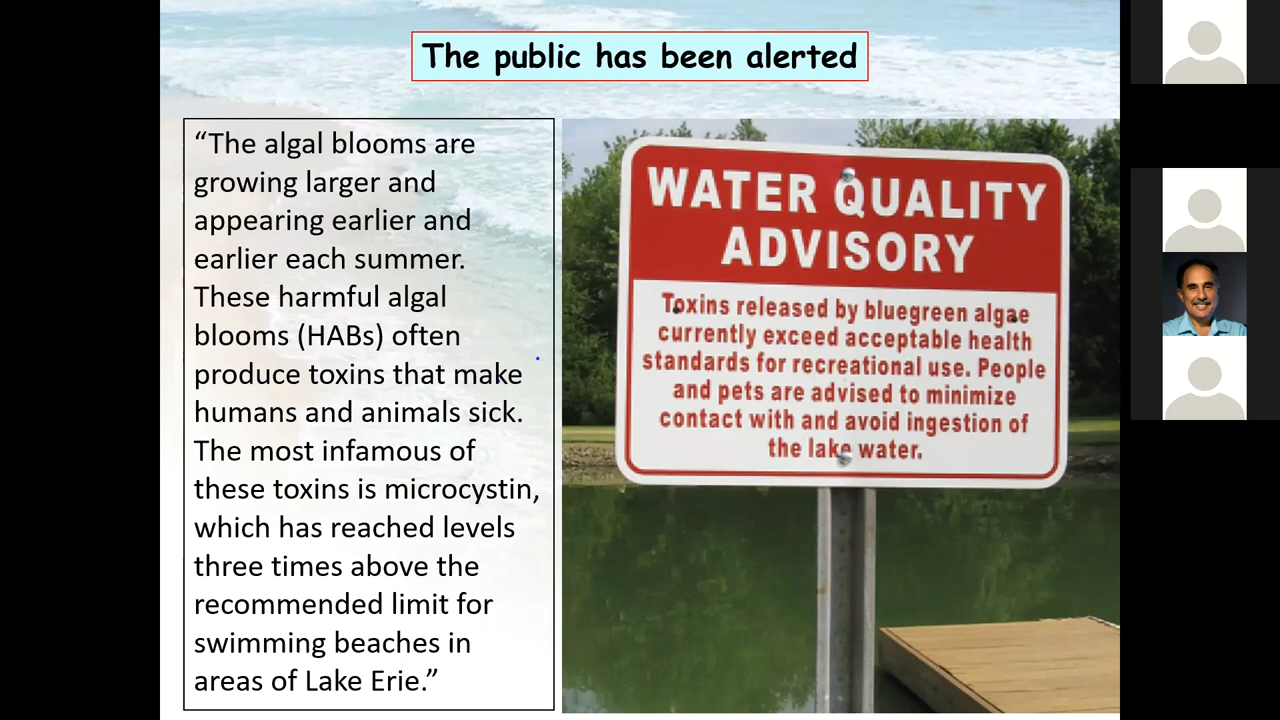 The public has been alerted
“The algal blooms are
growing larger and
appearing earlier and
earlier each summer.
These harmful algal
blooms (HABs) often
produce toxins that make
humans and animals sick.
The most infamous of
these toxins is microcystin,
which has reached levels
three times above the
recommended limit for
swimming beaches in
areas of Lake Erie.”
WATER QUALITY
ADVISORY
Toxins released by bluegreen algae
currently exceed acceptable health
standards for recreational use. People
and pets are advised to minimize
contact with and avoid ingestion of
the lake water.